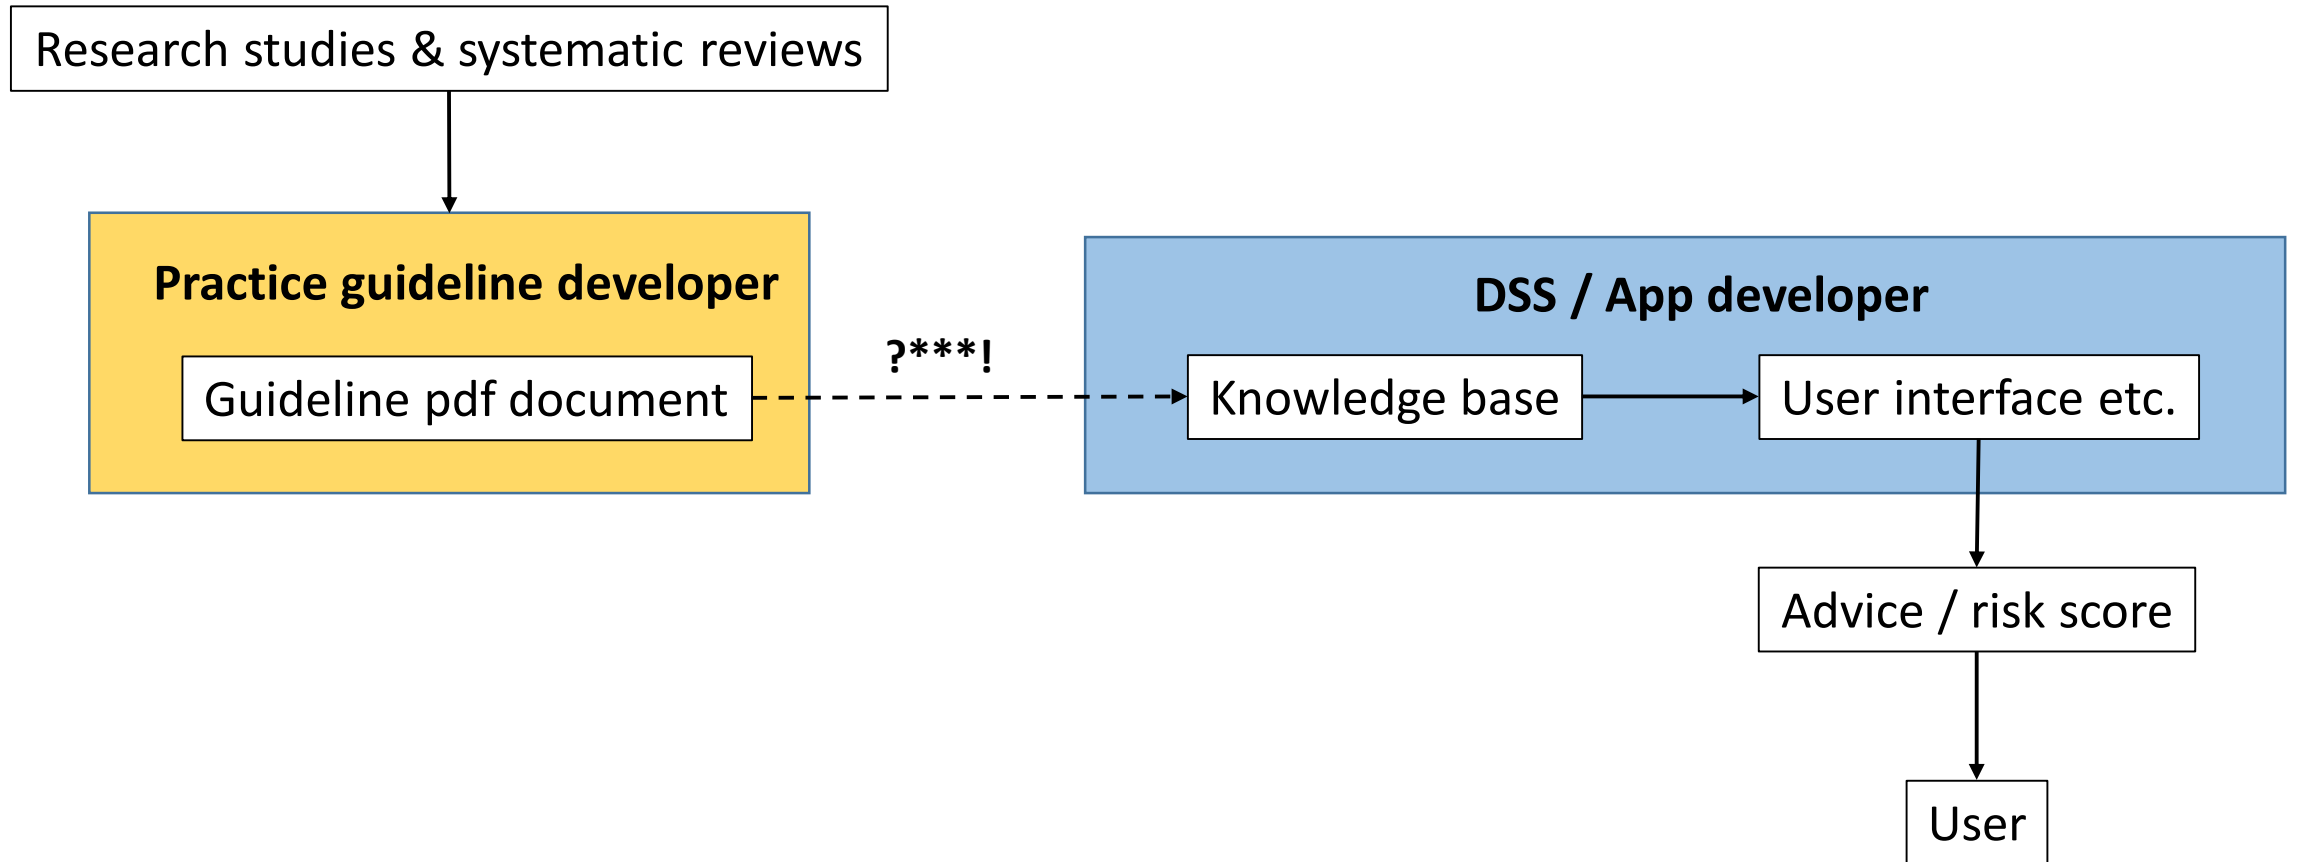 Research studies & systematic reviews
Practice guideline developer
Guideline pdf document
?***!
DSS / App developer
Knowledge base
User interface etc.
Advice / risk score
User